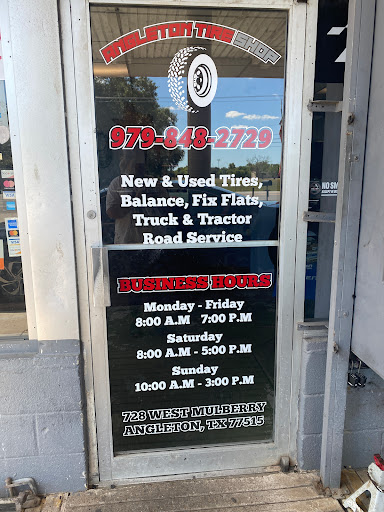 ANGLETON TIRE SHOP
979-848-2729
New & Used Tires,
Balance, Fix Flats,
Truck & Tractor
Road Service
BUSINESS HOURS
Monday - Friday
8:00 A.M 7:00 P.M
Saturday
8:00 A.M - 5:00 P.M
Sunday
10:00 A.M - 3:00 P.M
728 WEST MULBERRY
ANGLETON, TX 77515
NO